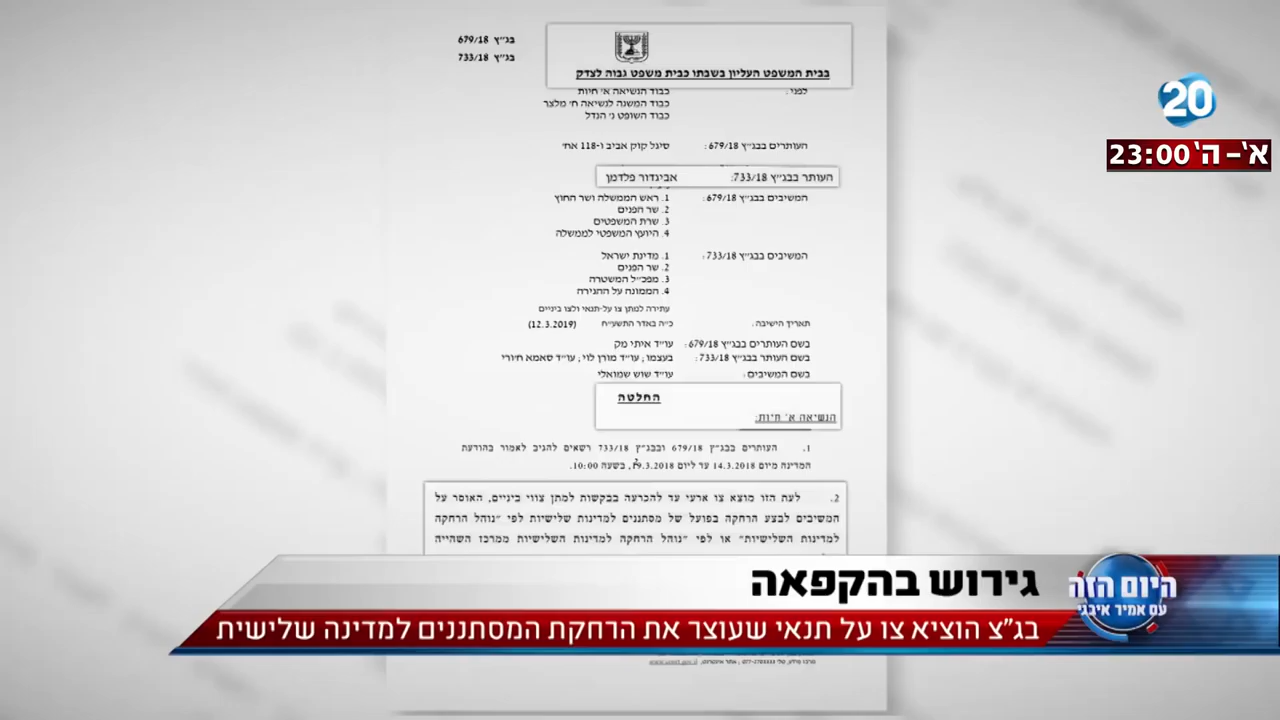 בג״ץ 679/18
בג״ץ 733/18
בבית המשפט העליון בשבתו כבית משפט גבוה לצדק
לפני:
כבוד הנשיאה א׳ חיות
כבוד המשנה לנשיאה ח׳ מלצר
כבוד השופט נ׳ הנדל
העותרים בבג״ץ 679/18: סיגל קוק אביב ו-118 אח׳
העותר בבג״ץ 733/18: אביגדור פלדמן
המשיבים בבג״ץ 679/18: 1. ראש הממשלה ושר החוץ
2. שר הפנים
3. שרת המשפטים
4. היועץ המשפטי לממשלה
המשיבים בבג״ץ 733/18: 1. מדינת ישראל
2. שר הפנים
3. מפכ״ל המשטרה
4. הממונה על ההגירה
עתירה למתן צו על-תנאי ולצו ביניים
תאריך הישיבה: כ״ה באדר התשע״ח (12.3.2019)
בשם העותרים בבג״ץ 679/18: עו״ד איתי מק
בשם העותר בבג״ץ 733/18: בעצמו; עו״ד מורן לוי; עו״ד סאמא ח׳ורי
בשם המשיבים: עו״ד שוש שמואלי
החלטה
הנשיאה א׳ חיות:
1. העותרים בבג״ץ 679/18 ובבג״ץ 733/18 רשאים להגיב לאמור בהודעת
המדינה מיום 14.3.2018 עד ליום 19.3.2018, בשעה 10:00.
2. לעת הזו מוצא צו ארעי עד להכרעה בבקשות למתן צווי ביניים, האוסר על
המשיבים לבצע הרחקה בפועל של מסתננים למדינות שלישיות לפי ״נוהל הרחקה
למדינות השלישיות״ או לפי ״נוהל הרחקה למדינות השלישיות ממרכז השהייה
20
א׳-ה׳ 23:00
גירוש בהקפאה
בג"צ הוציא צו על תנאי שעוצר את הרחקת המסתננים למדינה שלישית
היום הזה
עם אמיר איבגי